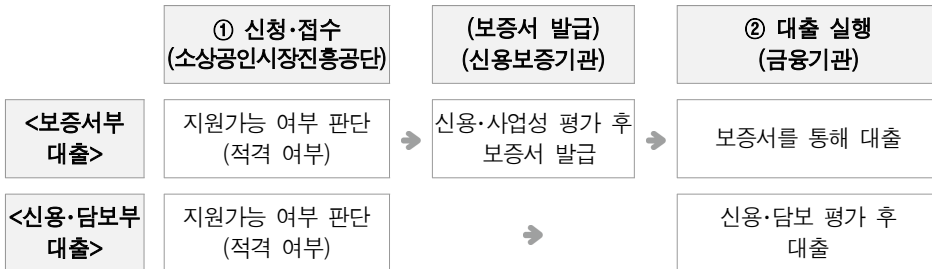 ① 신청·접수
(소상공인시장진흥공단)
(보증서 발급)
(신용보증기관)
② 대출 실행
(금융기관)
<보증서부
대출>
지원가능 여부 판단
(적격 여부)
신용·사업성 평가 후
보증서 발급
보증서를 통해 대출
<신용·담보부
대출>
지원가능 여부 판단
(적격 여부)
신용·담보 평가 후
대출